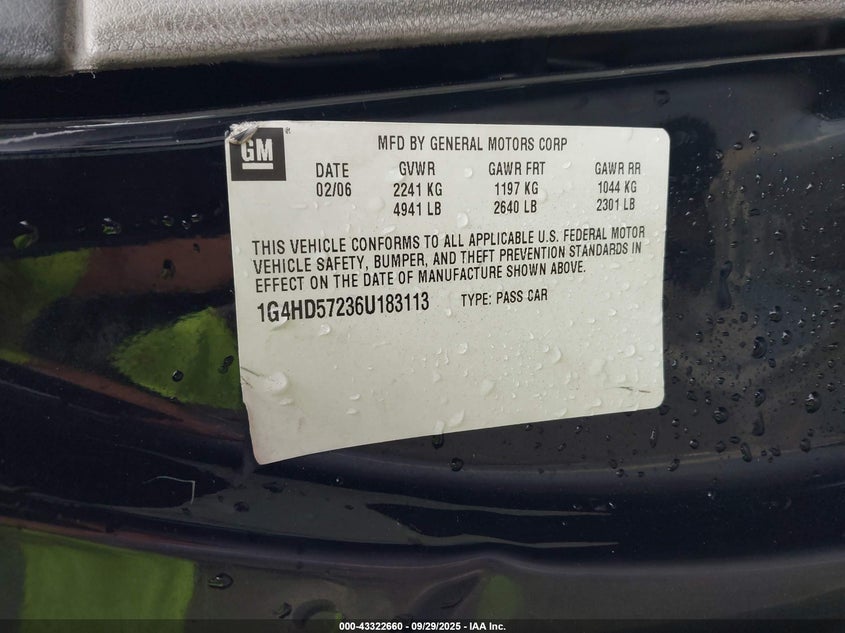 GM
MFD BY GENERAL MOTORS CORP
DATE GVWR GAWR FRT GAWR RR
02/06 2241 KG 1197 KG 1044 KG
4941 LB 2640 LB 2301 LB
THIS VEHICLE CONFORMS TO ALL APPLICABLE U.S. FEDERAL MOTOR
VEHICLE SAFETY, BUMPER, AND THEFT PREVENTION STANDARDS IN
EFFECT ON THE DATE OF MANUFACTURE SHOWN ABOVE.
1G4HD57236U183113 TYPE: PASS CAR
000-43322660 - 09/29/2025 - IAA Inc.